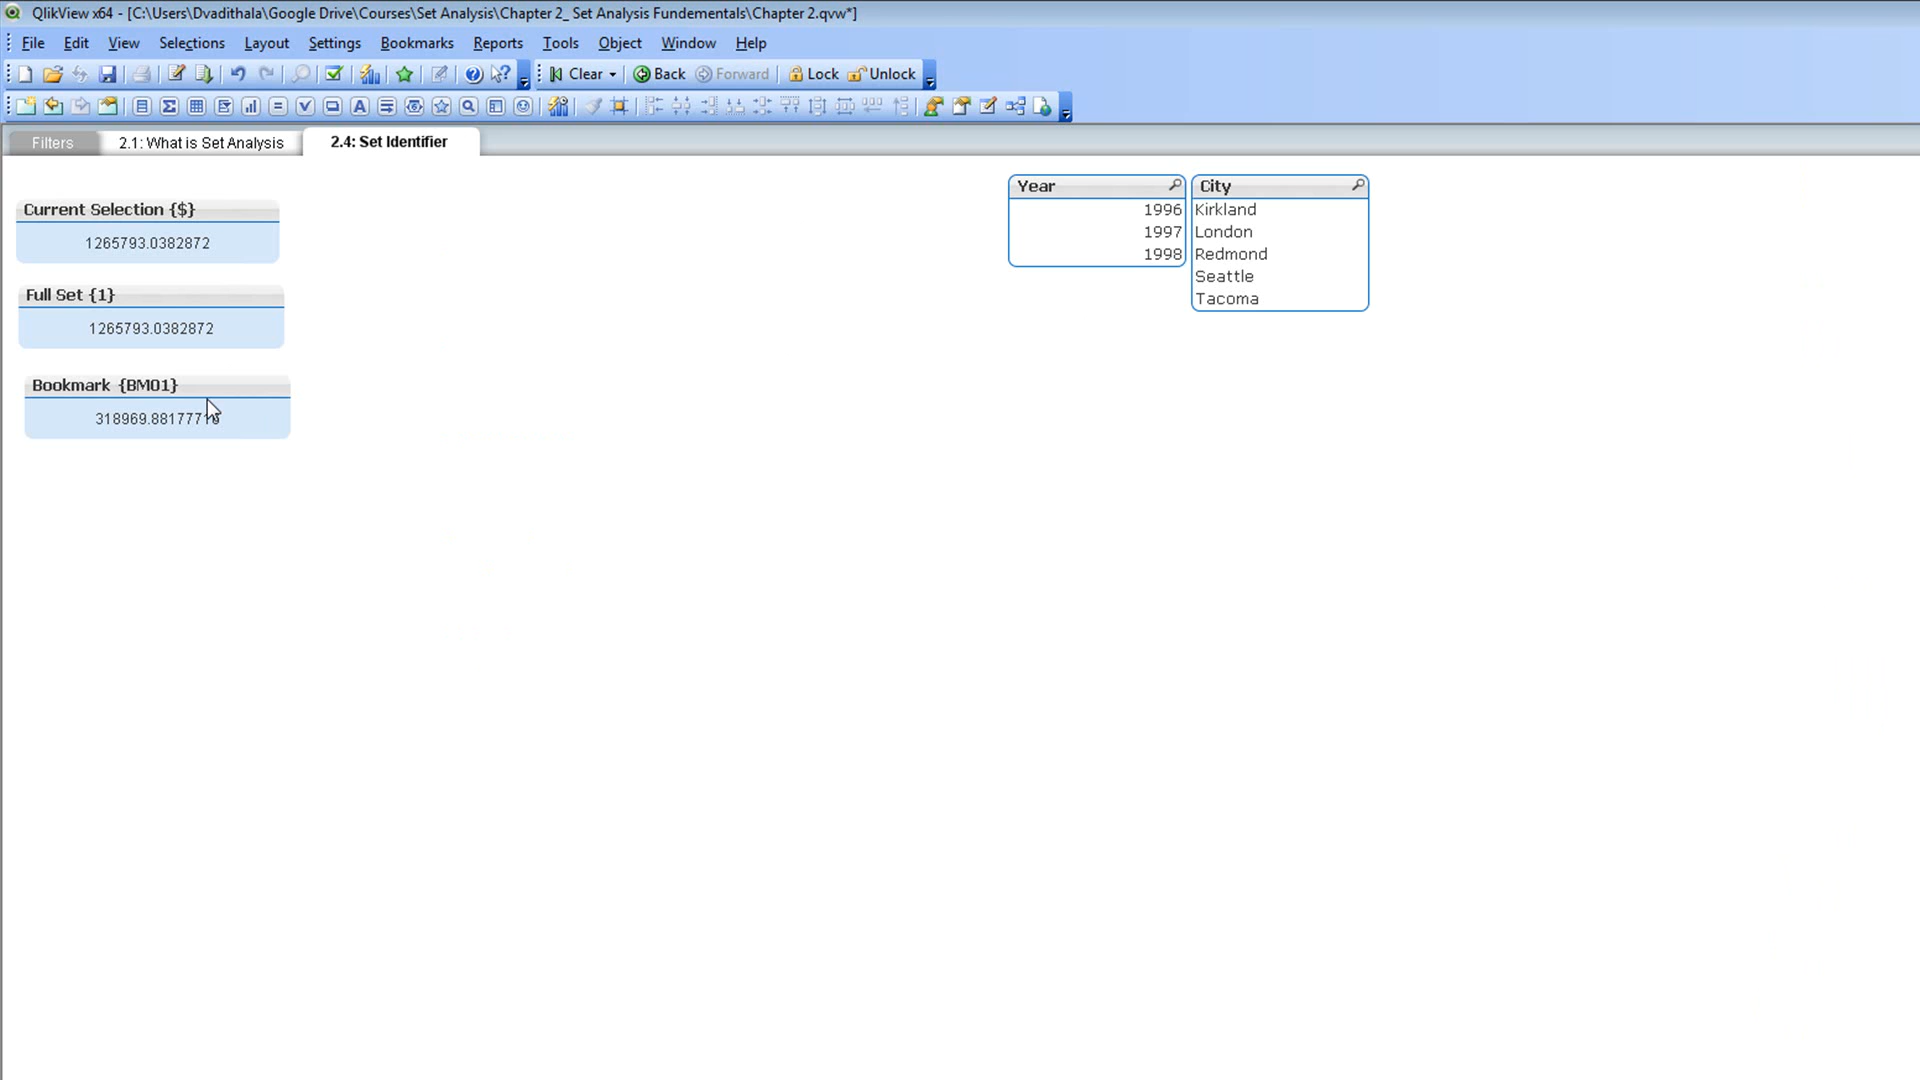 QlikView x64 - [C:\Users\Dvadithala\Google Drive\Courses\Set Analysis\Chapter 2_ Set Analysis Fundementals\Chapter 2.qvw*]
File Edit View Selections Layout Settings Bookmarks Reports Tools Object Window Help
Clear Back Forward Lock Unlock
Filters 2.1: What is Set Analysis 2.4: Set Identifier
Current Selection {$}
1265793.0382872
Full Set {1}
1265793.0382872
Bookmark {BM01}
Year
1996
1997
1998
City
Kirkland
London
Redmond
Seattle
Tacoma